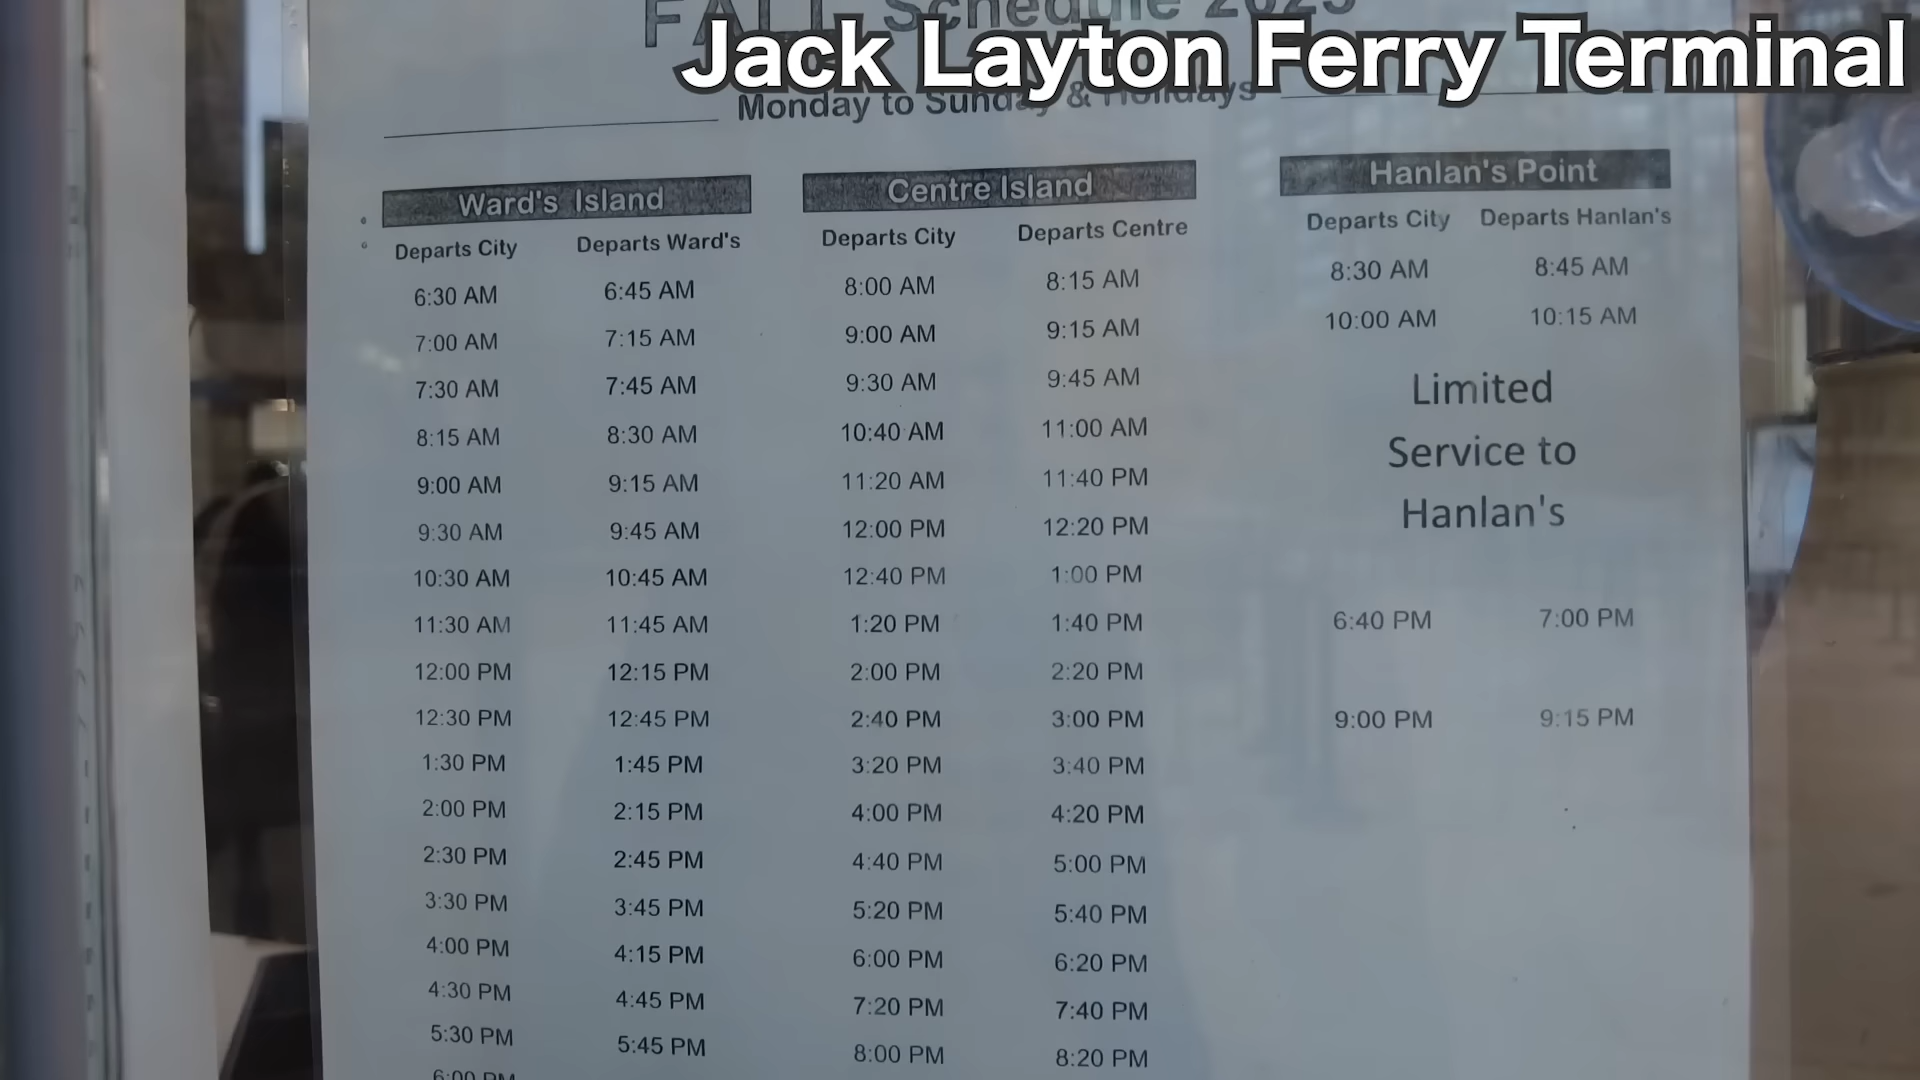 FALL Schedule 2023
Jack Layton Ferry Terminal
Monday to Sunday & Holidays
Ward's Island
Departs City Departs Ward's
6:30 AM 6:45 AM
7:00 AM 7:15 AM
7:30 AM 7:45 AM
8:15 AM 8:30 AM
9:00 AM 9:15 AM
9:30 AM 9:45 AM
10:30 AM 10:45 AM
11:30 AM 11:45 AM
12:00 PM 12:15 PM
12:30 PM 12:45 PM
1:30 PM 1:45 PM
2:00 PM 2:15 PM
2:30 PM 2:45 PM
3:30 PM 3:45 PM
4:00 PM 4:15 PM
4:30 PM 4:45 PM
5:30 PM 5:45 PM
6:00 PM
Centre Island
Departs City Departs Centre
8:00 AM 8:15 AM
9:00 AM 9:15 AM
9:30 AM 9:45 AM
10:40 AM 11:00 AM
11:20 AM 11:40 PM
12:00 PM 12:20 PM
12:40 PM 1:00 PM
1:20 PM 1:40 PM
2:00 PM 2:20 PM
2:40 PM 3:00 PM
3:20 PM 3:40 PM
4:00 PM 4:20 PM
4:40 PM 5:00 PM
5:20 PM 5:40 PM
6:00 PM 6:20 PM
7:20 PM 7:40 PM
8:00 PM 8:20 PM
Hanlan's Point
Departs City Departs Hanlan's
8:30 AM 8:45 AM
10:00 AM 10:15 AM
Limited
Service to
Hanlan's
6:40 PM 7:00 PM
9:00 PM 9:15 PM